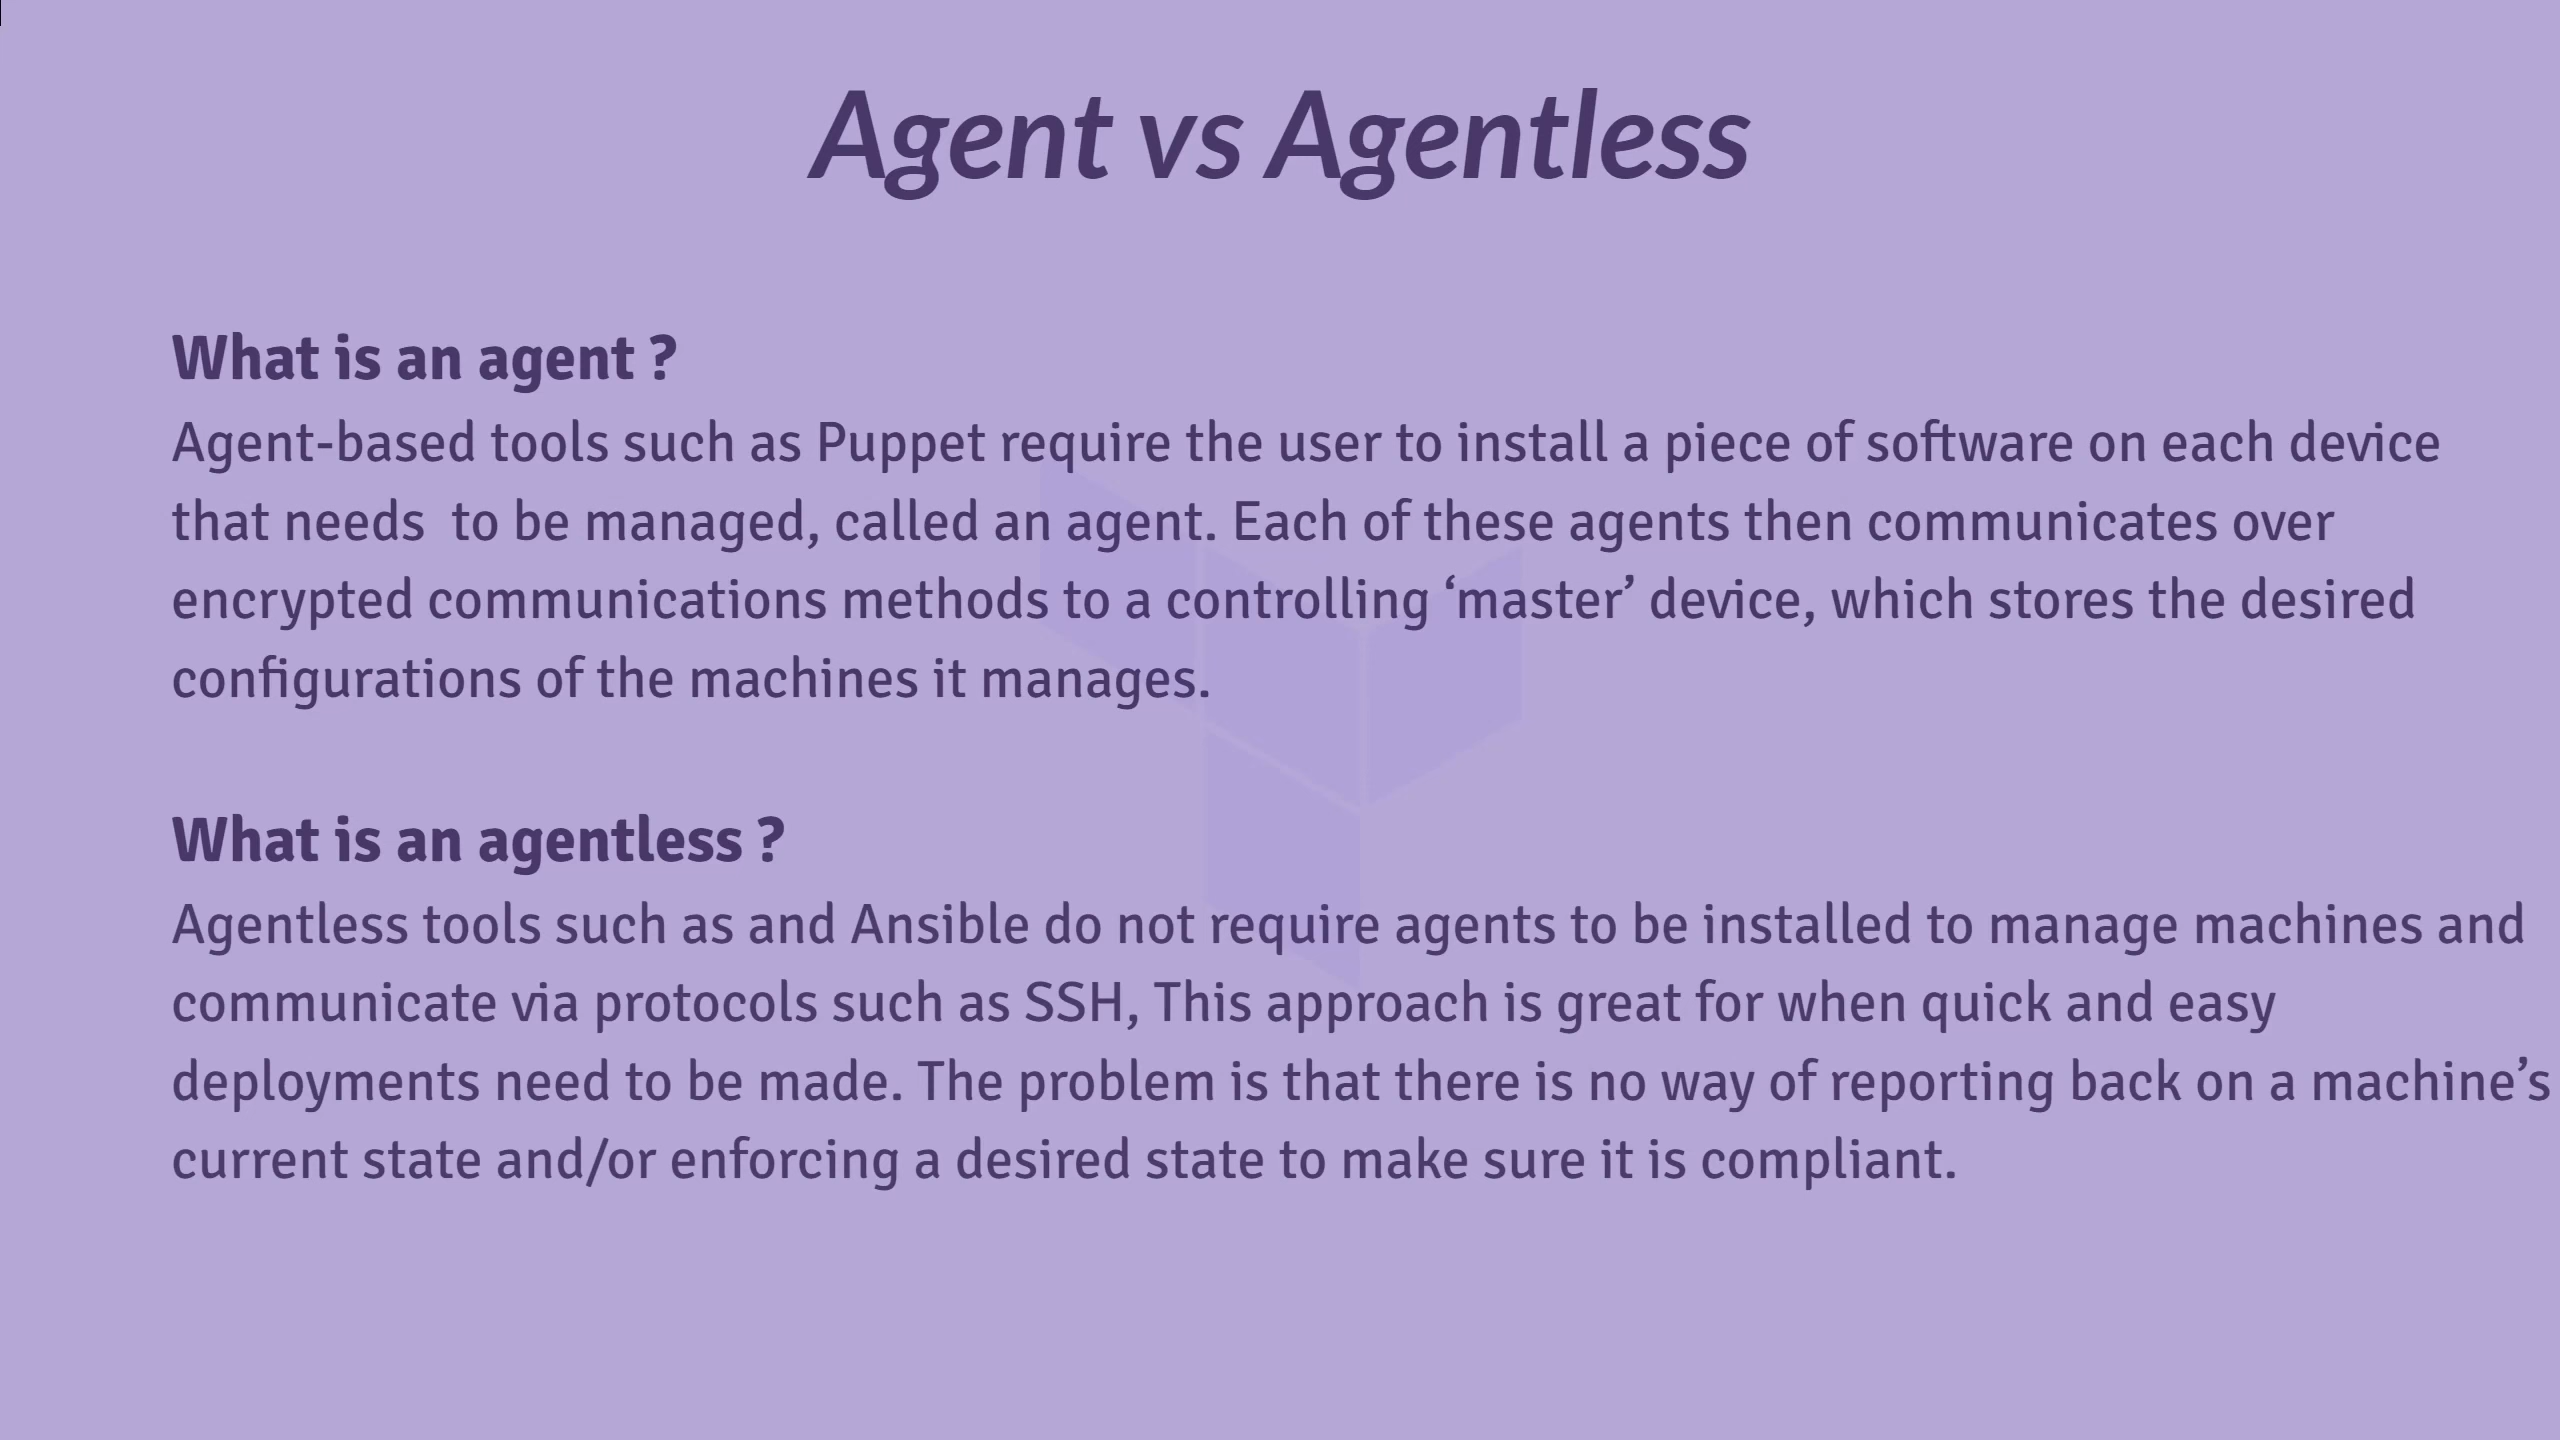 Agent vs Agentless
What is an agent ?
Agent-based tools such as Puppet require the user to install a piece of software on each device
that needs  to be managed, called an agent. Each of these agents then communicates over
encrypted communications methods to a controlling ‘master’ device, which stores the desired
configurations of the machines it manages.
What is an agentless ?
Agentless tools such as and Ansible do not require agents to be installed to manage machines and
communicate via protocols such as SSH, This approach is great for when quick and easy
deployments need to be made. The problem is that there is no way of reporting back on a machine’s
current state and/or enforcing a desired state to make sure it is compliant.